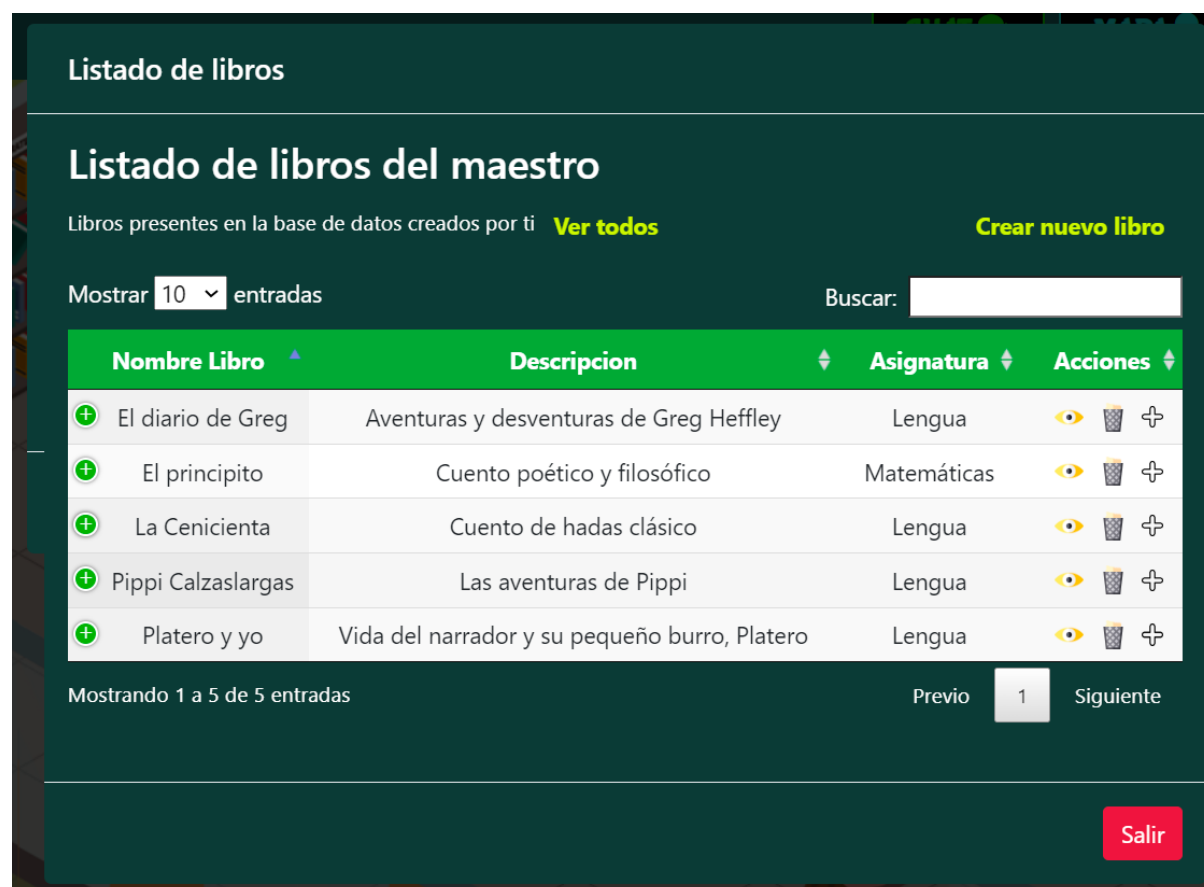 Listado de libros
Listado de libros del maestro
Libros presentes en la base de datos creados por ti Ver todos Crear nuevo libro
Mostrar 10 entradas Buscar:
Nombre Libro Descripcion Asignatura Acciones
El diario de Greg Aventuras y desventuras de Greg Heffley Lengua
El principito Cuento poético y filosófico Matemáticas
La Cenicienta Cuento de hadas clásico Lengua
Pippi Calzaslargas Las aventuras de Pippi Lengua
Platero y yo Vida del narrador y su pequeño burro, Platero Lengua
Mostrando 1 a 5 de 5 entradas Previo 1 Siguiente
Salir